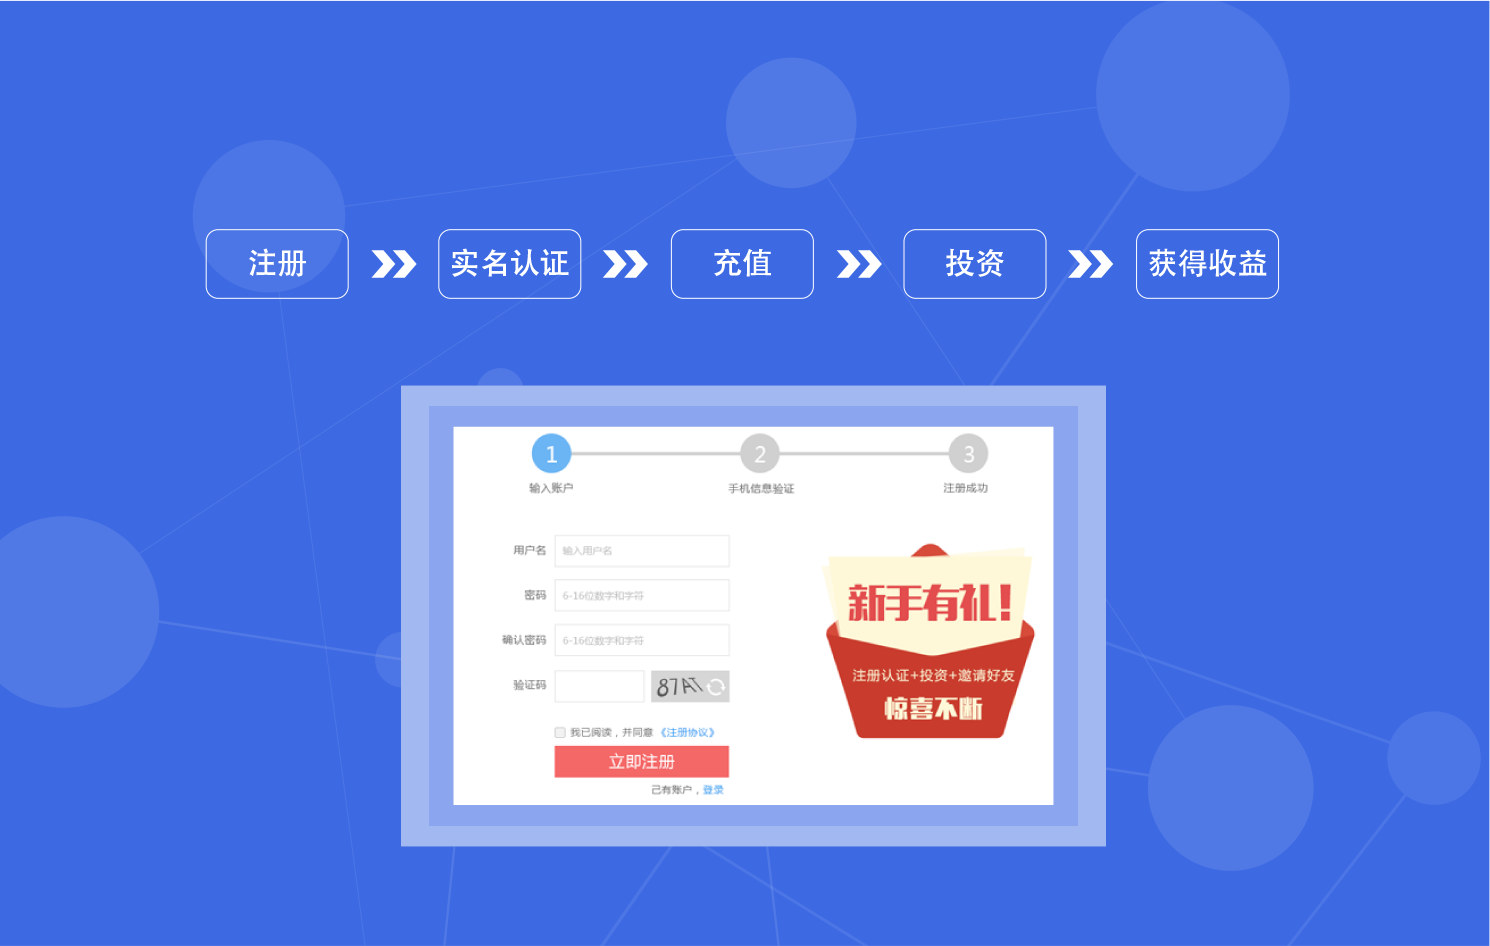 注册
实名认证
充值
投资
获得收益
1
2
3
输入账户
手机信息验证
注册成功
用户名
输入用户名
密码
6-16位数字和字符
确认密码
6-16位数字和字符
验证码
87A7
我已阅读，并同意《注册协议》
立即注册
已有账户，登录
新手有礼!
注册认证+投资+邀请好友
惊喜不断